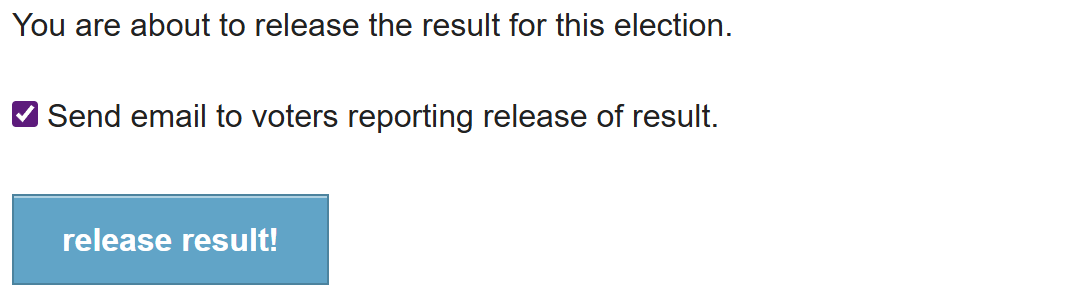 You are about to release the result for this election.
Send email to voters reporting release of result.
release result!